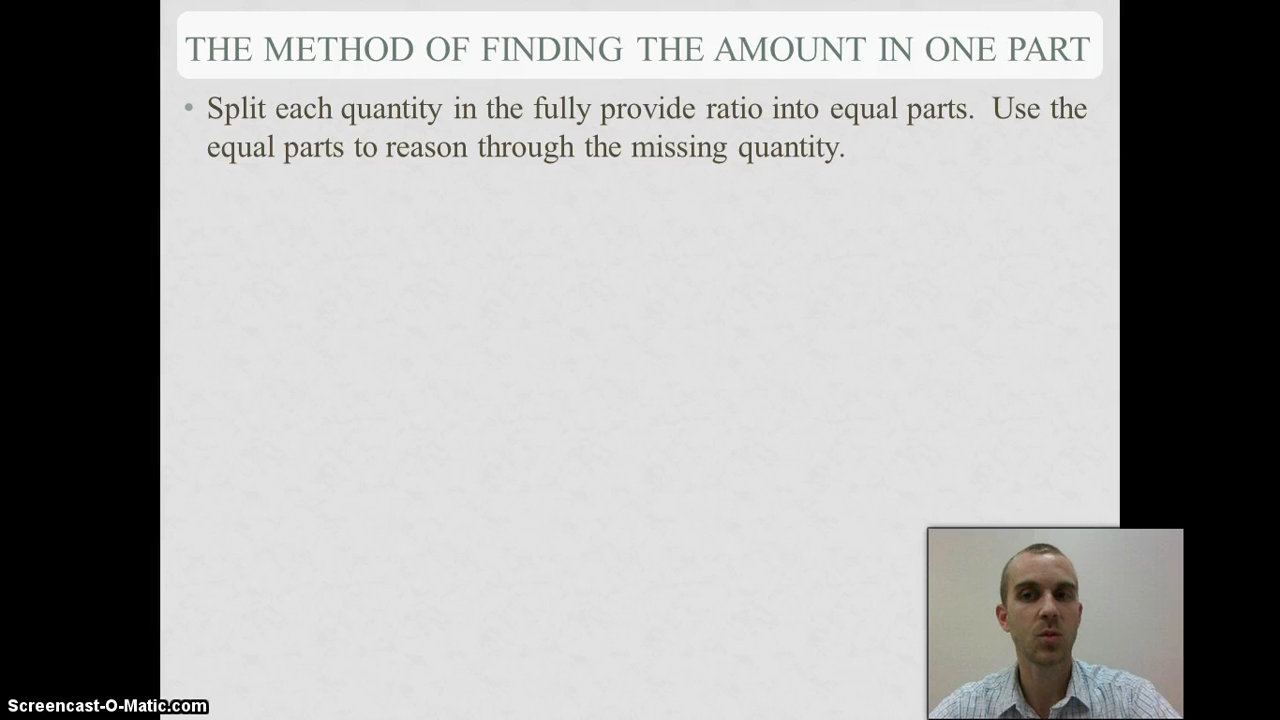 THE METHOD OF FINDING THE AMOUNT IN ONE PART
• Split each quantity in the fully provide ratio into equal parts. Use the
equal parts to reason through the missing quantity.
Screencast-O-Matic.com